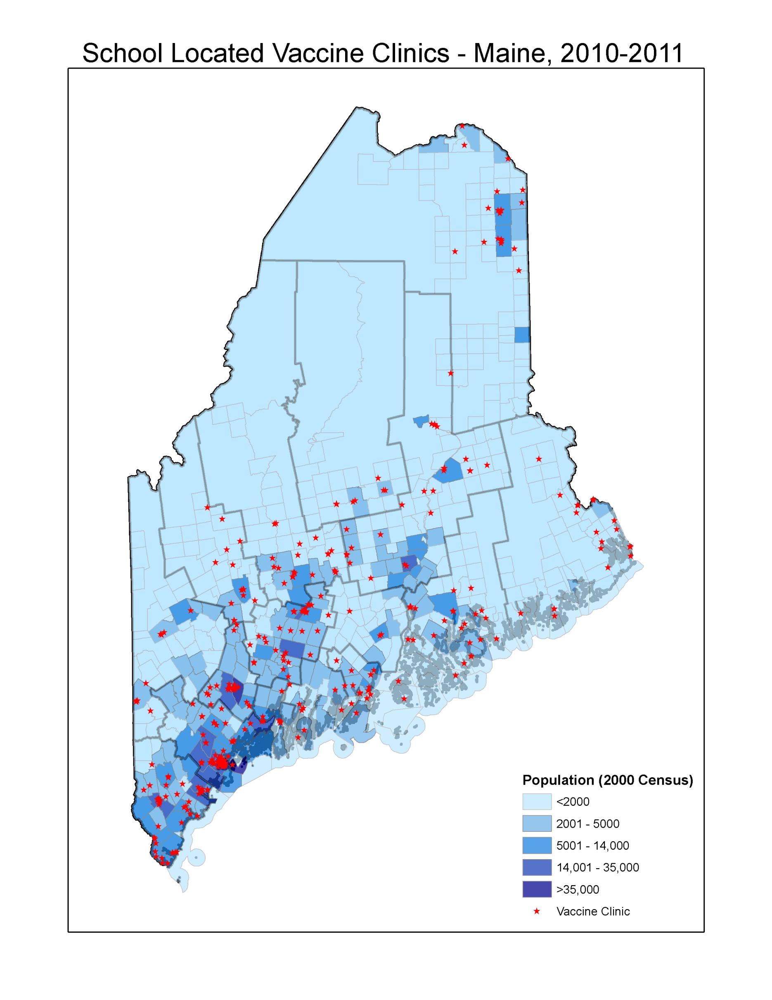 School Located Vaccine Clinics - Maine, 2010-2011
Population (2000 Census)
<2000
2001 - 5000
5001 - 14,000
14,001 - 35,000
>35,000
Vaccine Clinic